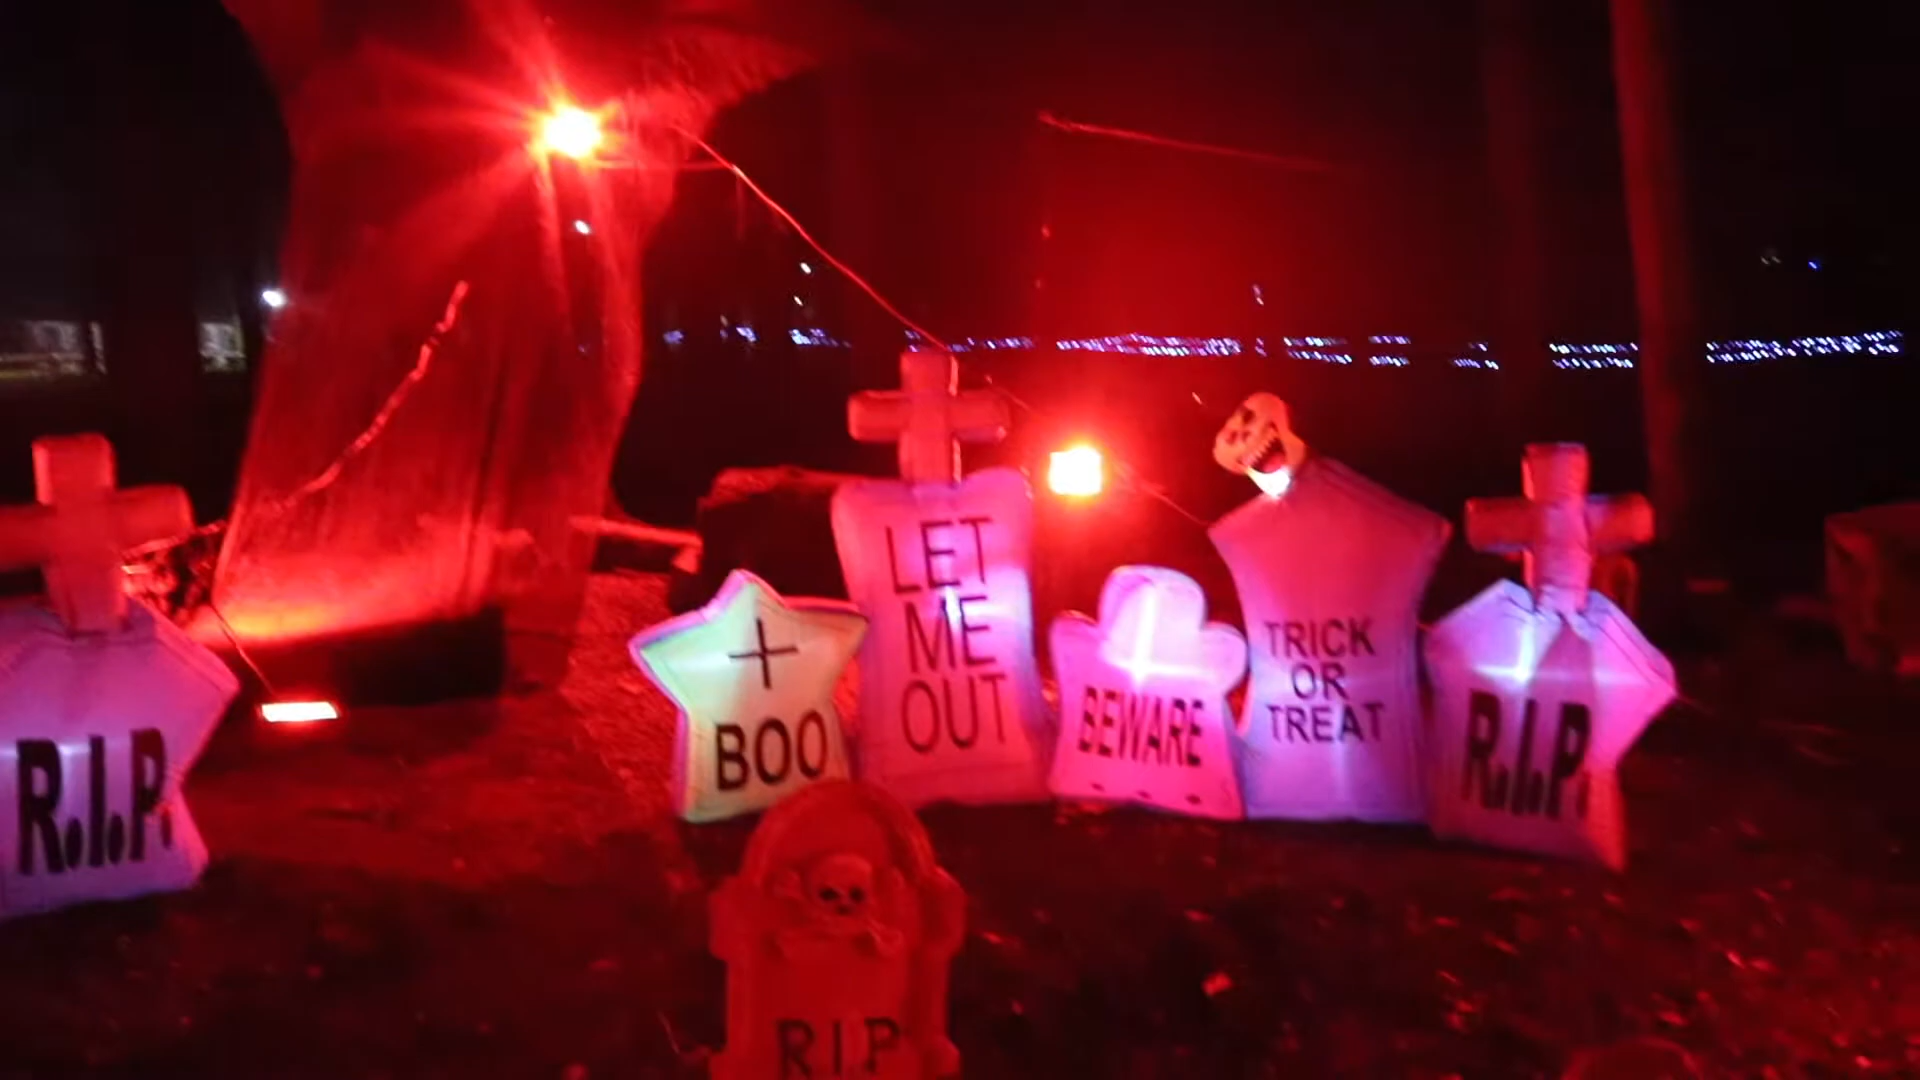 R.I.P.
+
BOO
LET
ME
OUT
BEWARE
TRICK
OR
TREAT
R.I.P.
RIP